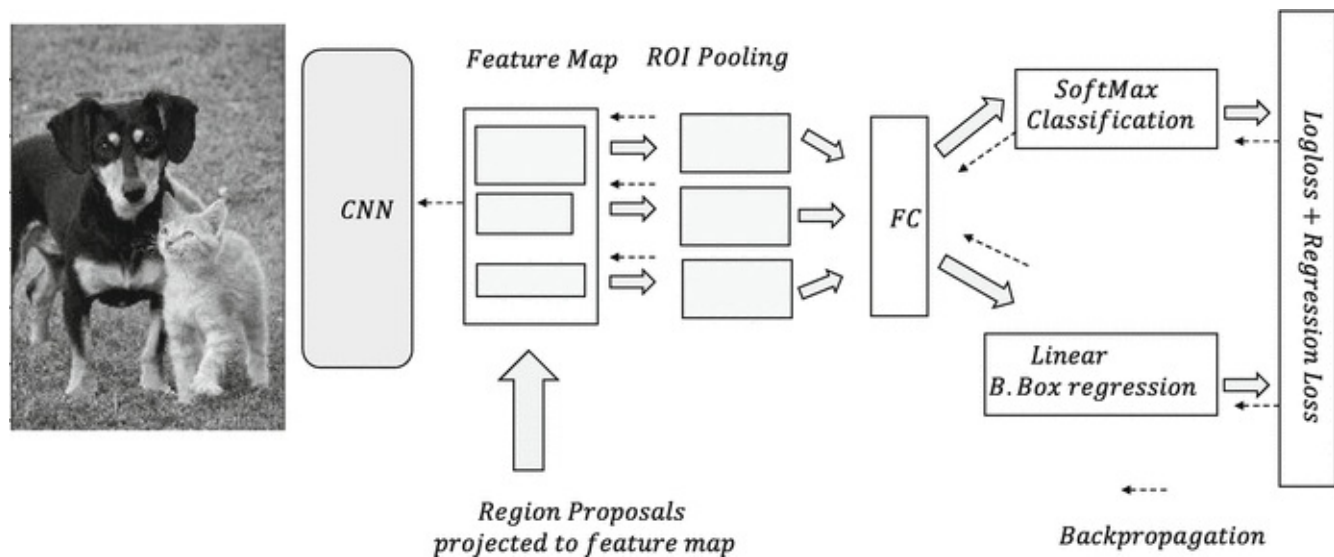 Feature Map
ROI Pooling
CNN
FC
SoftMax
Classification
Linear
B. Box regression
Logloss + Regression Loss
Region Proposals
projected to feature map
Backpropagation